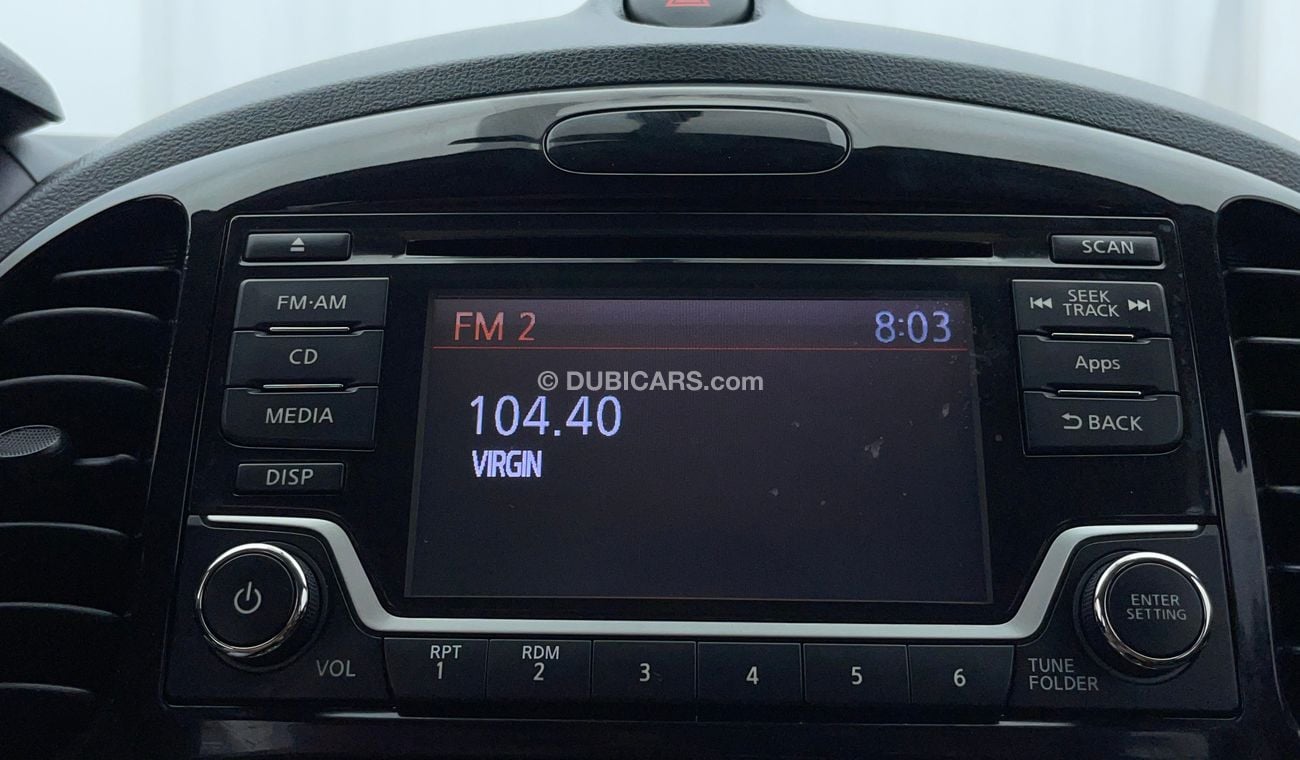 SCAN
FM·AM
SEEK
TRACK
FM 2
8:03
CD
Apps
© DUBICARS.com
104.40
MEDIA
BACK
VIRGIN
DISP
ENTER
SETTING
VOL
RPT
1
RDM
2
3
4
5
6
TUNE
FOLDER